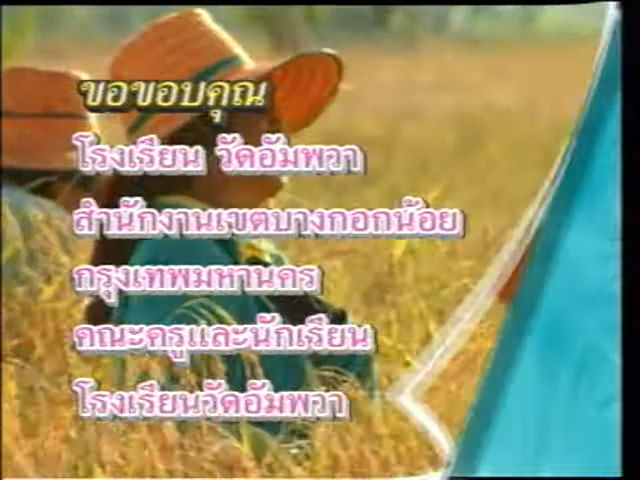 ขอขอบคุณ
โรงเรียน วัดอัมพวา
สำนักงานเขตบางกอกน้อย
กรุงเทพมหานคร
คณะครูและนักเรียน
โรงเรียนวัดอัมพวา